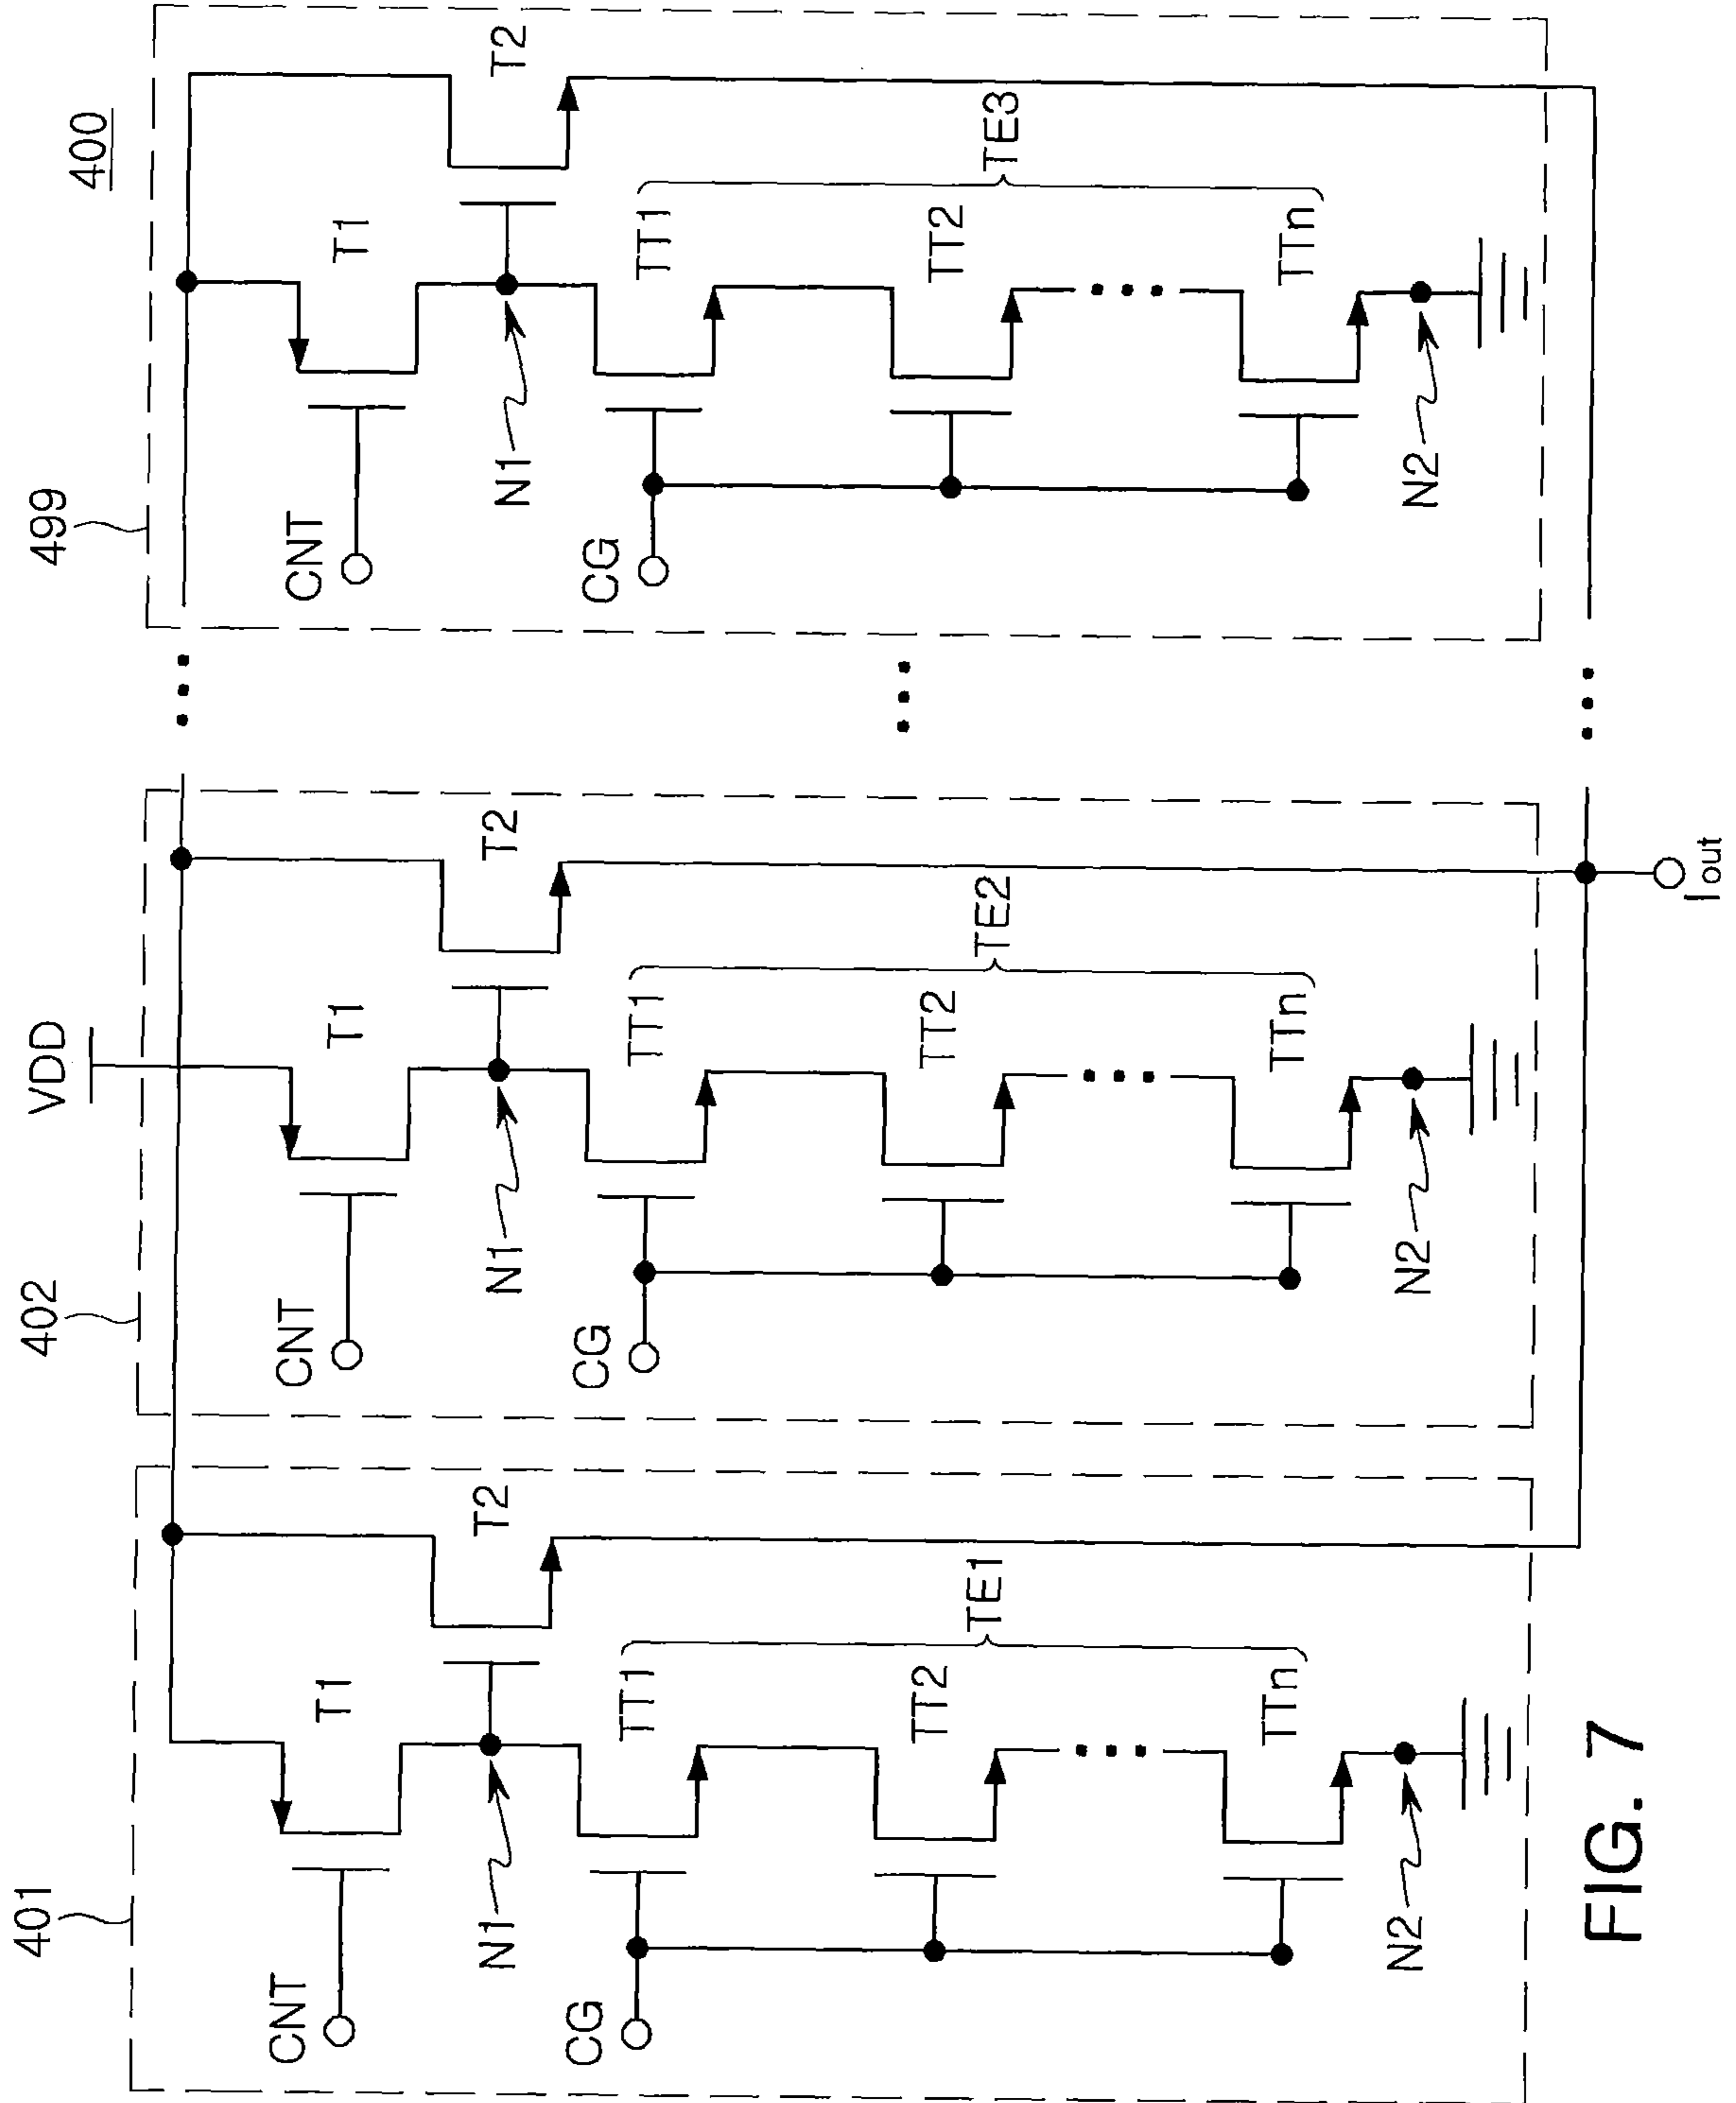 400
401
402
499
VDD
CNT
T1
T2
N1
CG
TT1
TT2
TTn
TE1
N2
CNT
T1
T2
N1
CG
TT1
TT2
TTn
TE2
N2
CNT
T1
T2
N1
CG
TT1
TT2
TTn
TE3
N2
Iout
FIG. 7